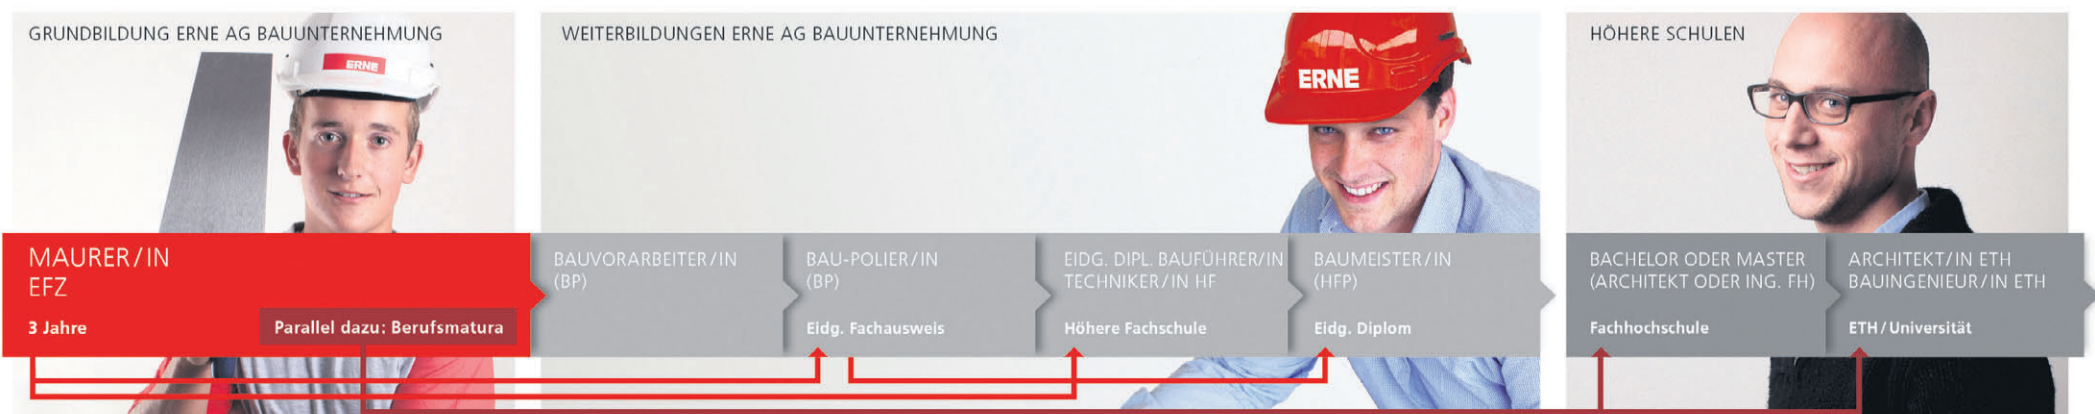 GRUNDBILDUNG ERNE AG BAUUNTERNEHMUNG
ERNE
WEITERBILDUNGEN ERNE AG BAUUNTERNEHMUNG
ERNE
HÖHERE SCHULEN
MAURER/IN
EFZ
3 Jahre
Parallel dazu: Berufsmatura
BAUVORARBEITER/IN
(BP)
BAU-POLIER/IN
(BP)
Eidg. Fachausweis
EIDG. DIPL. BAUFÜHRER/IN
TECHNIKER/IN HF
Höhere Fachschule
BAUMEISTER/IN
(HFP)
Eidg. Diplom
BACHELOR ODER MASTER
(ARCHITEKT ODER ING. FH)
Fachhochschule
ARCHITEKT/IN ETH
BAUINGENIEUR/IN ETH
ETH/Universität